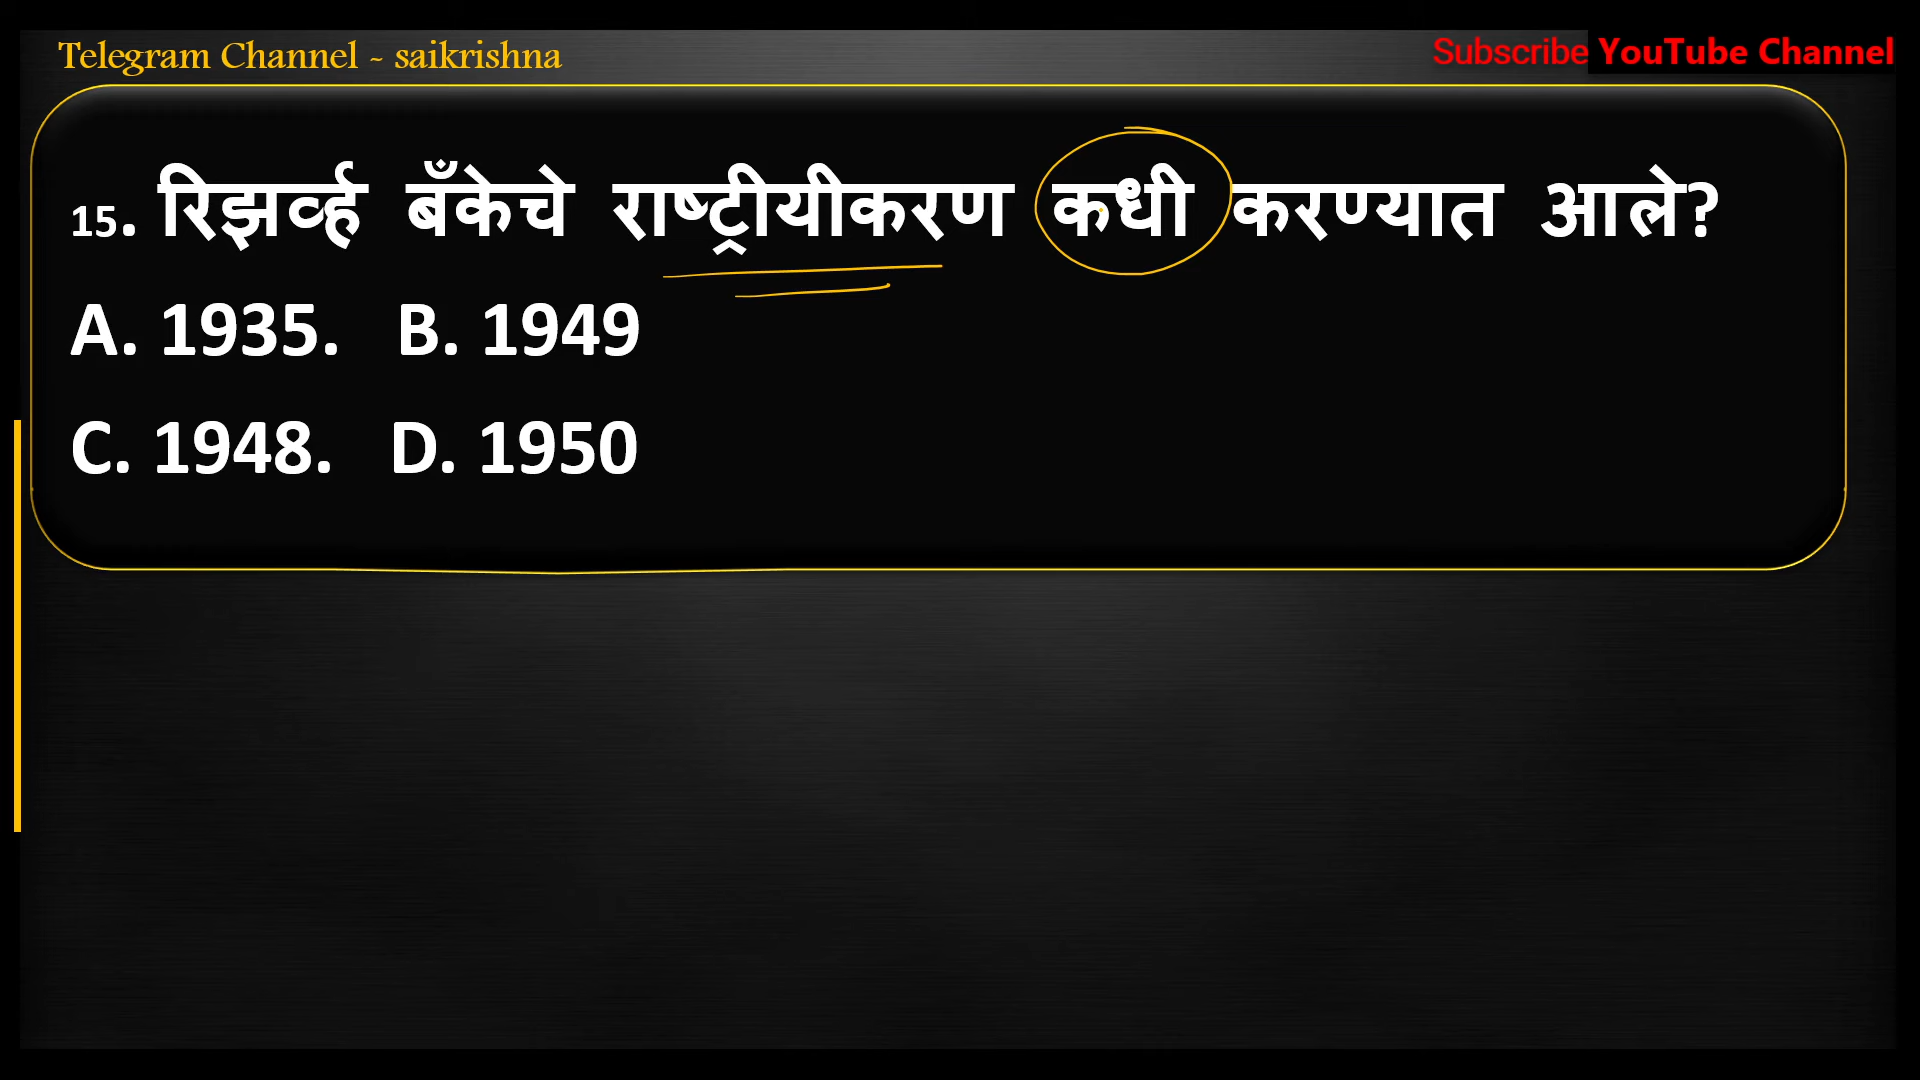 Telegram Channel - saikrishna
Subscribe YouTube Channel
15. रिझर्व्ह बँकेचे राष्ट्रीयीकरण कधी करण्यात आले?
A. 1935. B. 1949
C. 1948. D. 1950